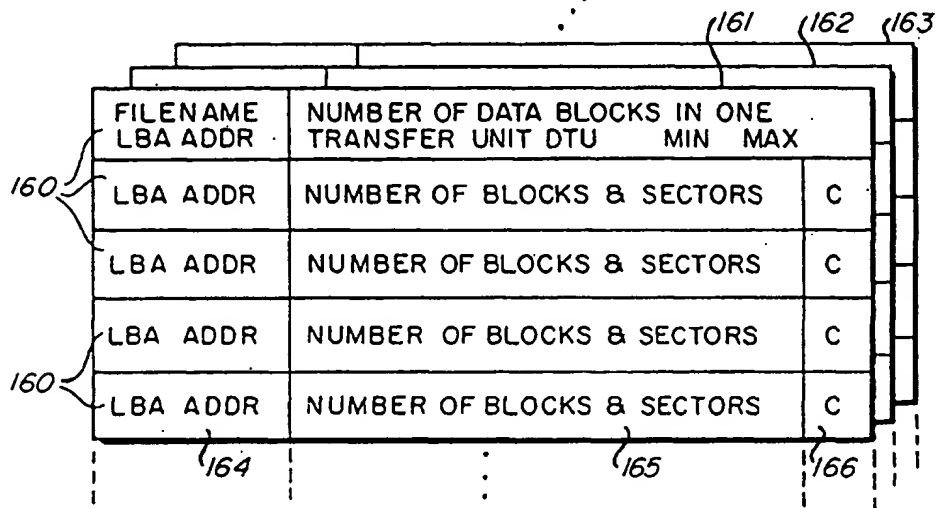 161 162 163
FILENAME NUMBER OF DATA BLOCKS IN ONE
LBA ADDR TRANSFER UNIT DTU MIN MAX
160
LBA ADDR NUMBER OF BLOCKS & SECTORS C
LBA ADDR NUMBER OF BLOCKS & SECTORS C
LBA ADDR NUMBER OF BLOCKS & SECTORS C
160
LBA ADDR NUMBER OF BLOCKS & SECTORS C
164 165 166